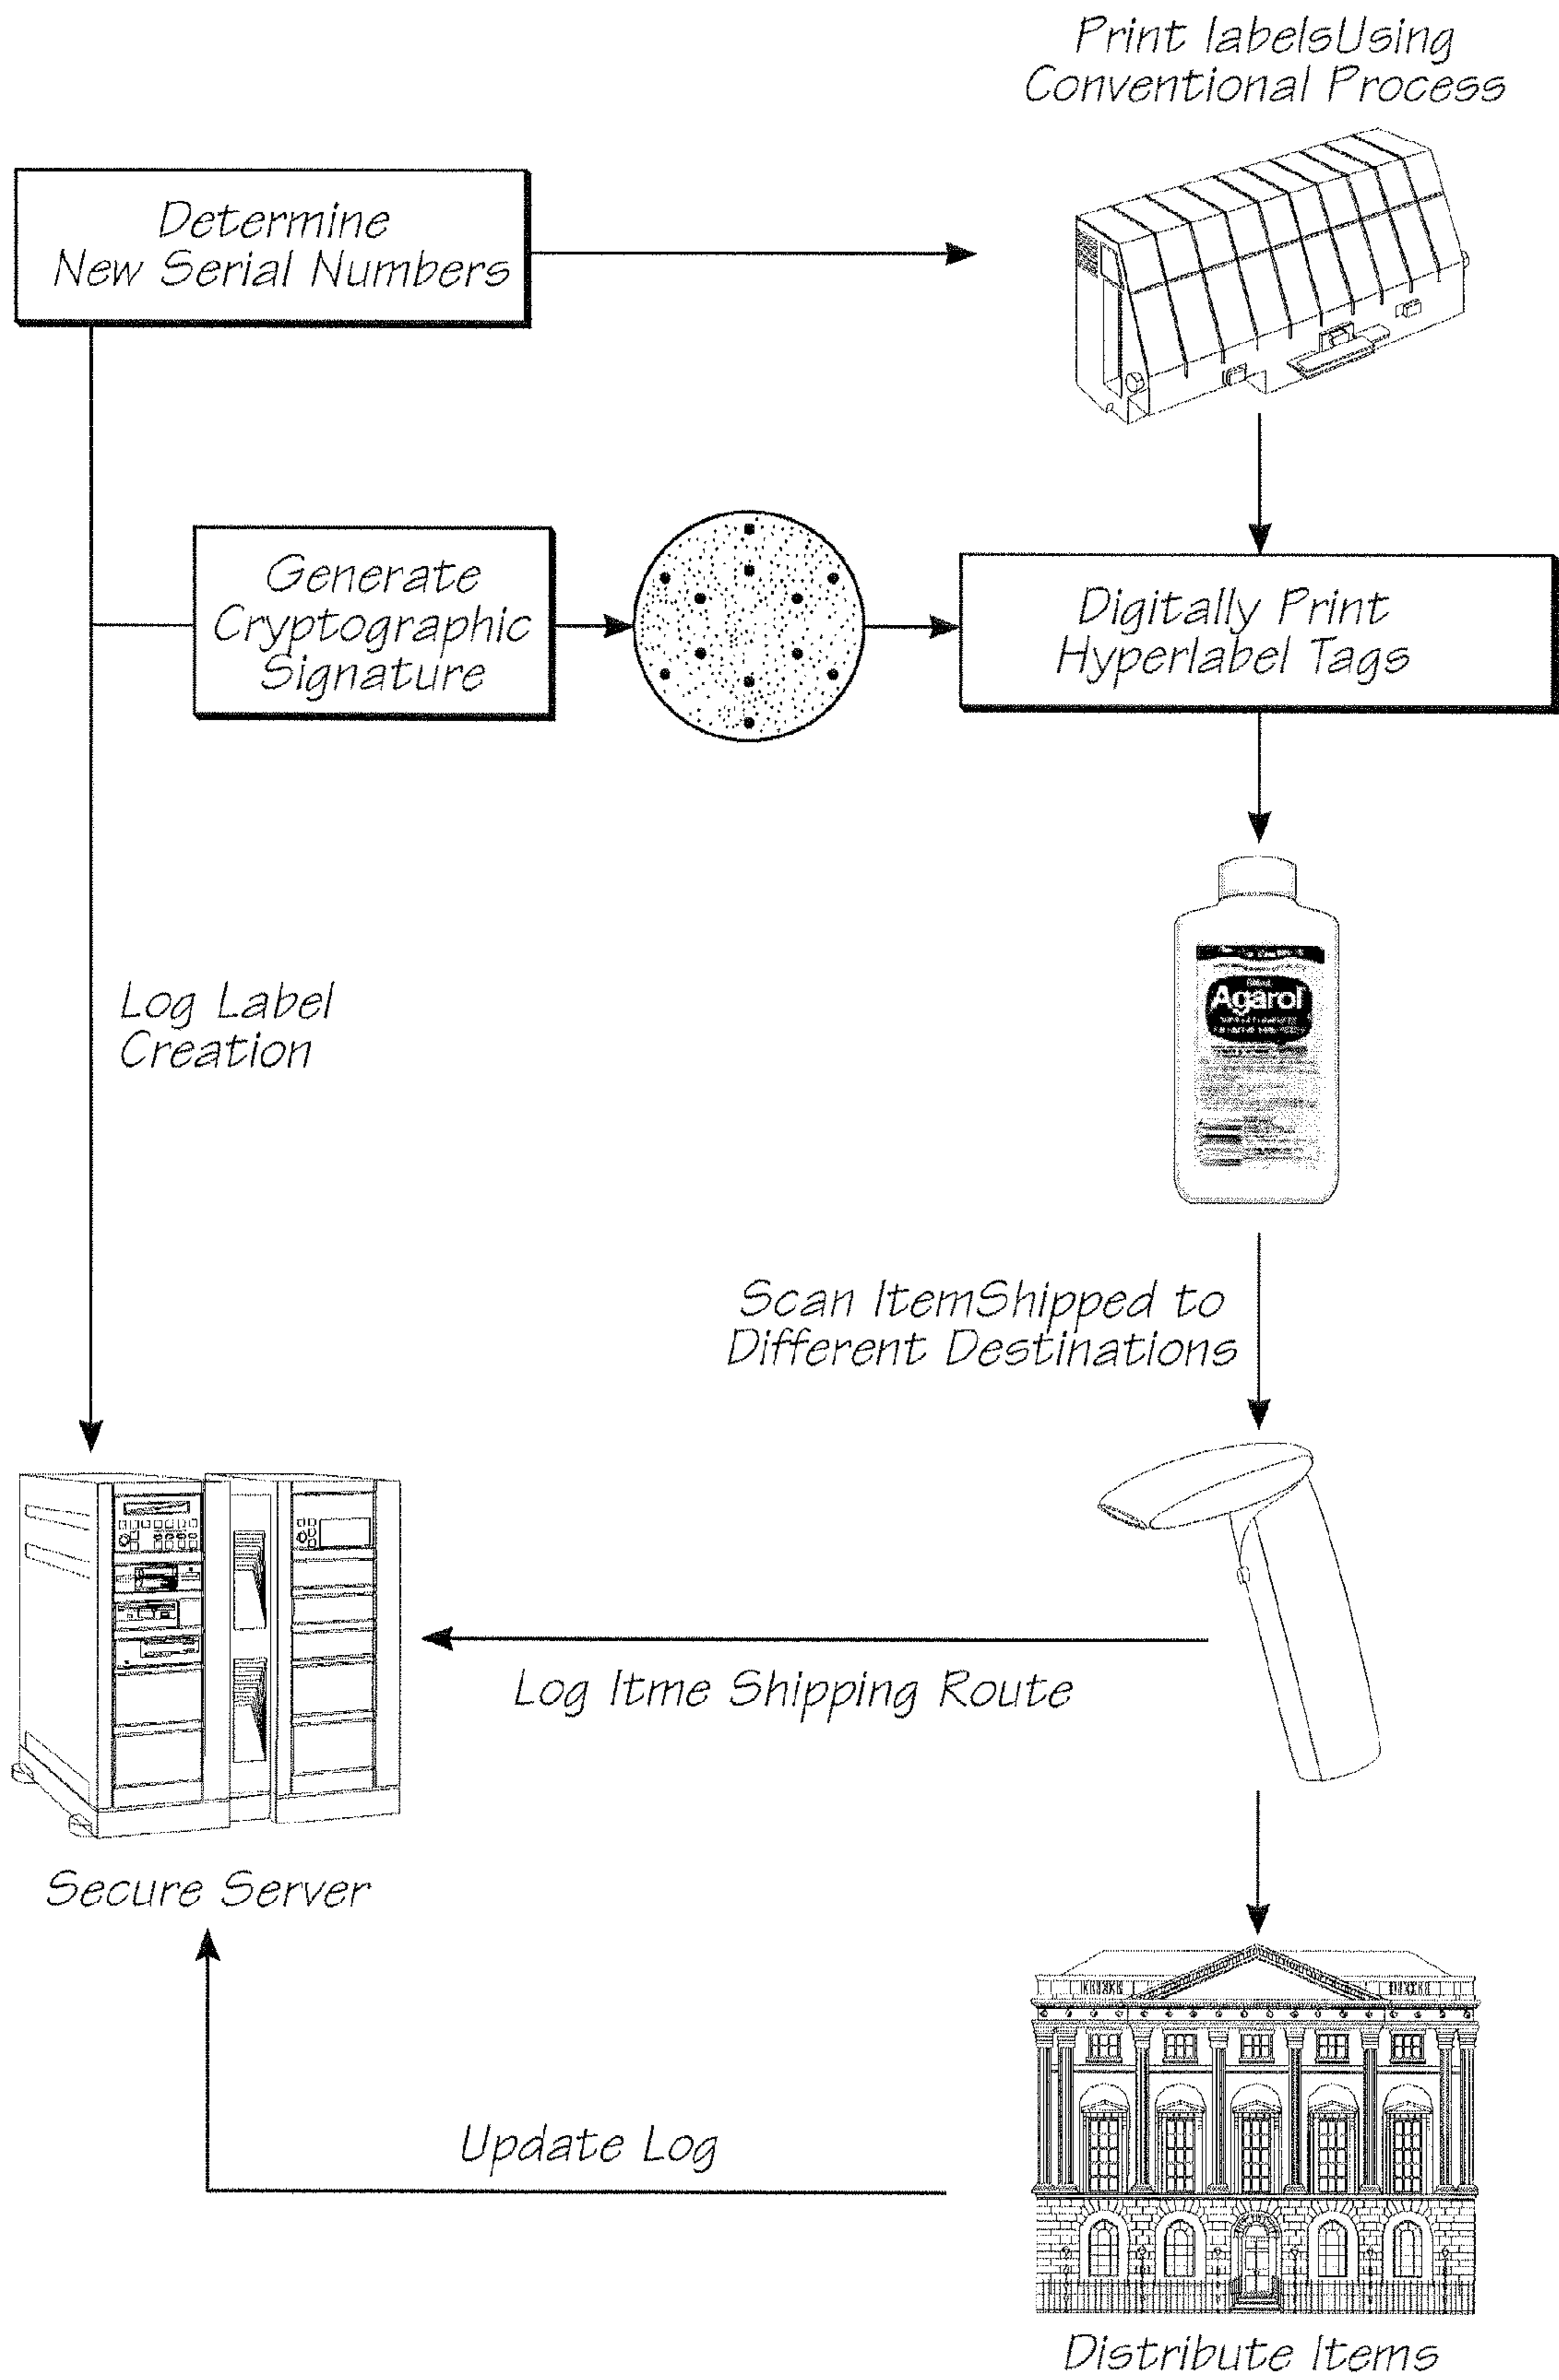 Print labelsUsing
Conventional Process
Determine
New Serial Numbers
Generate
Cryptographic
Signature
Digitally Print
Hyperlabel Tags
Agarol
Log Label
Creation
Scan ItemShipped to
Different Destinations
Log Itme Shipping Route
Secure Server
Update Log
Distribute Items